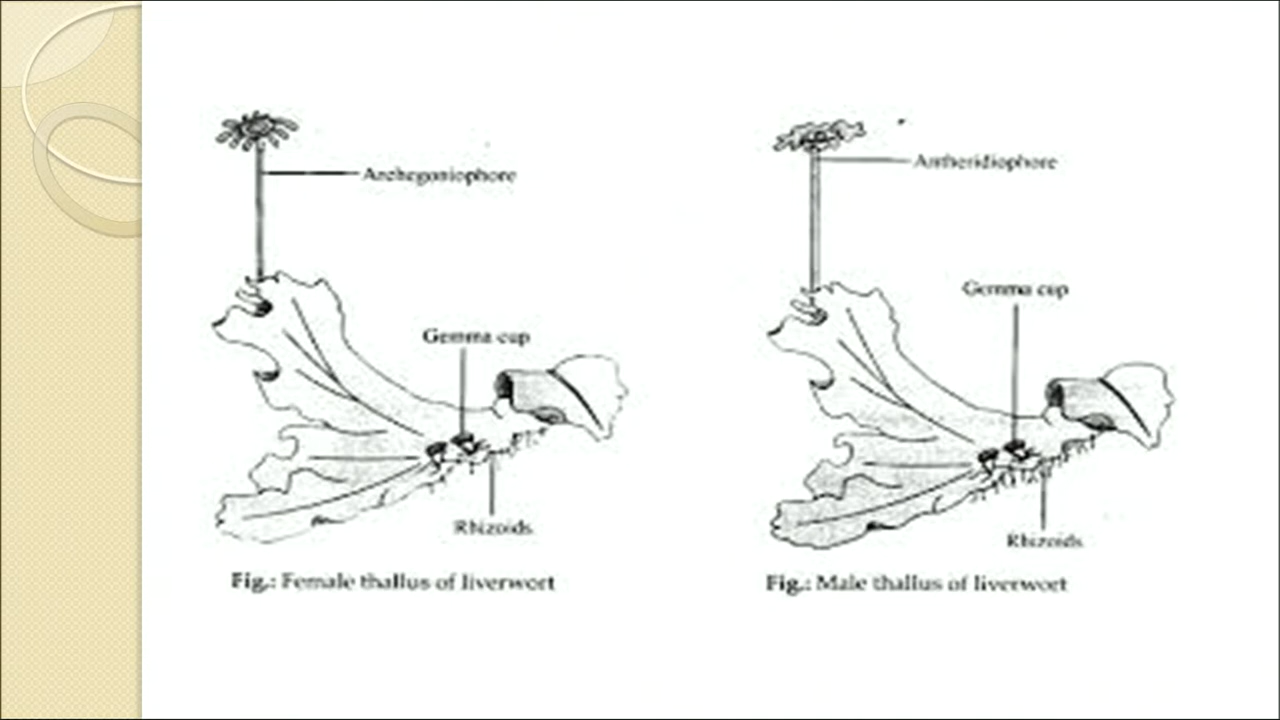 Archegoniophore
Gemma cup
Rhizoids
Fig.: Female thallus of liverwort
Antheridiophore
Gemma cup
Rhizoids
Fig.: Male thallus of liverwort